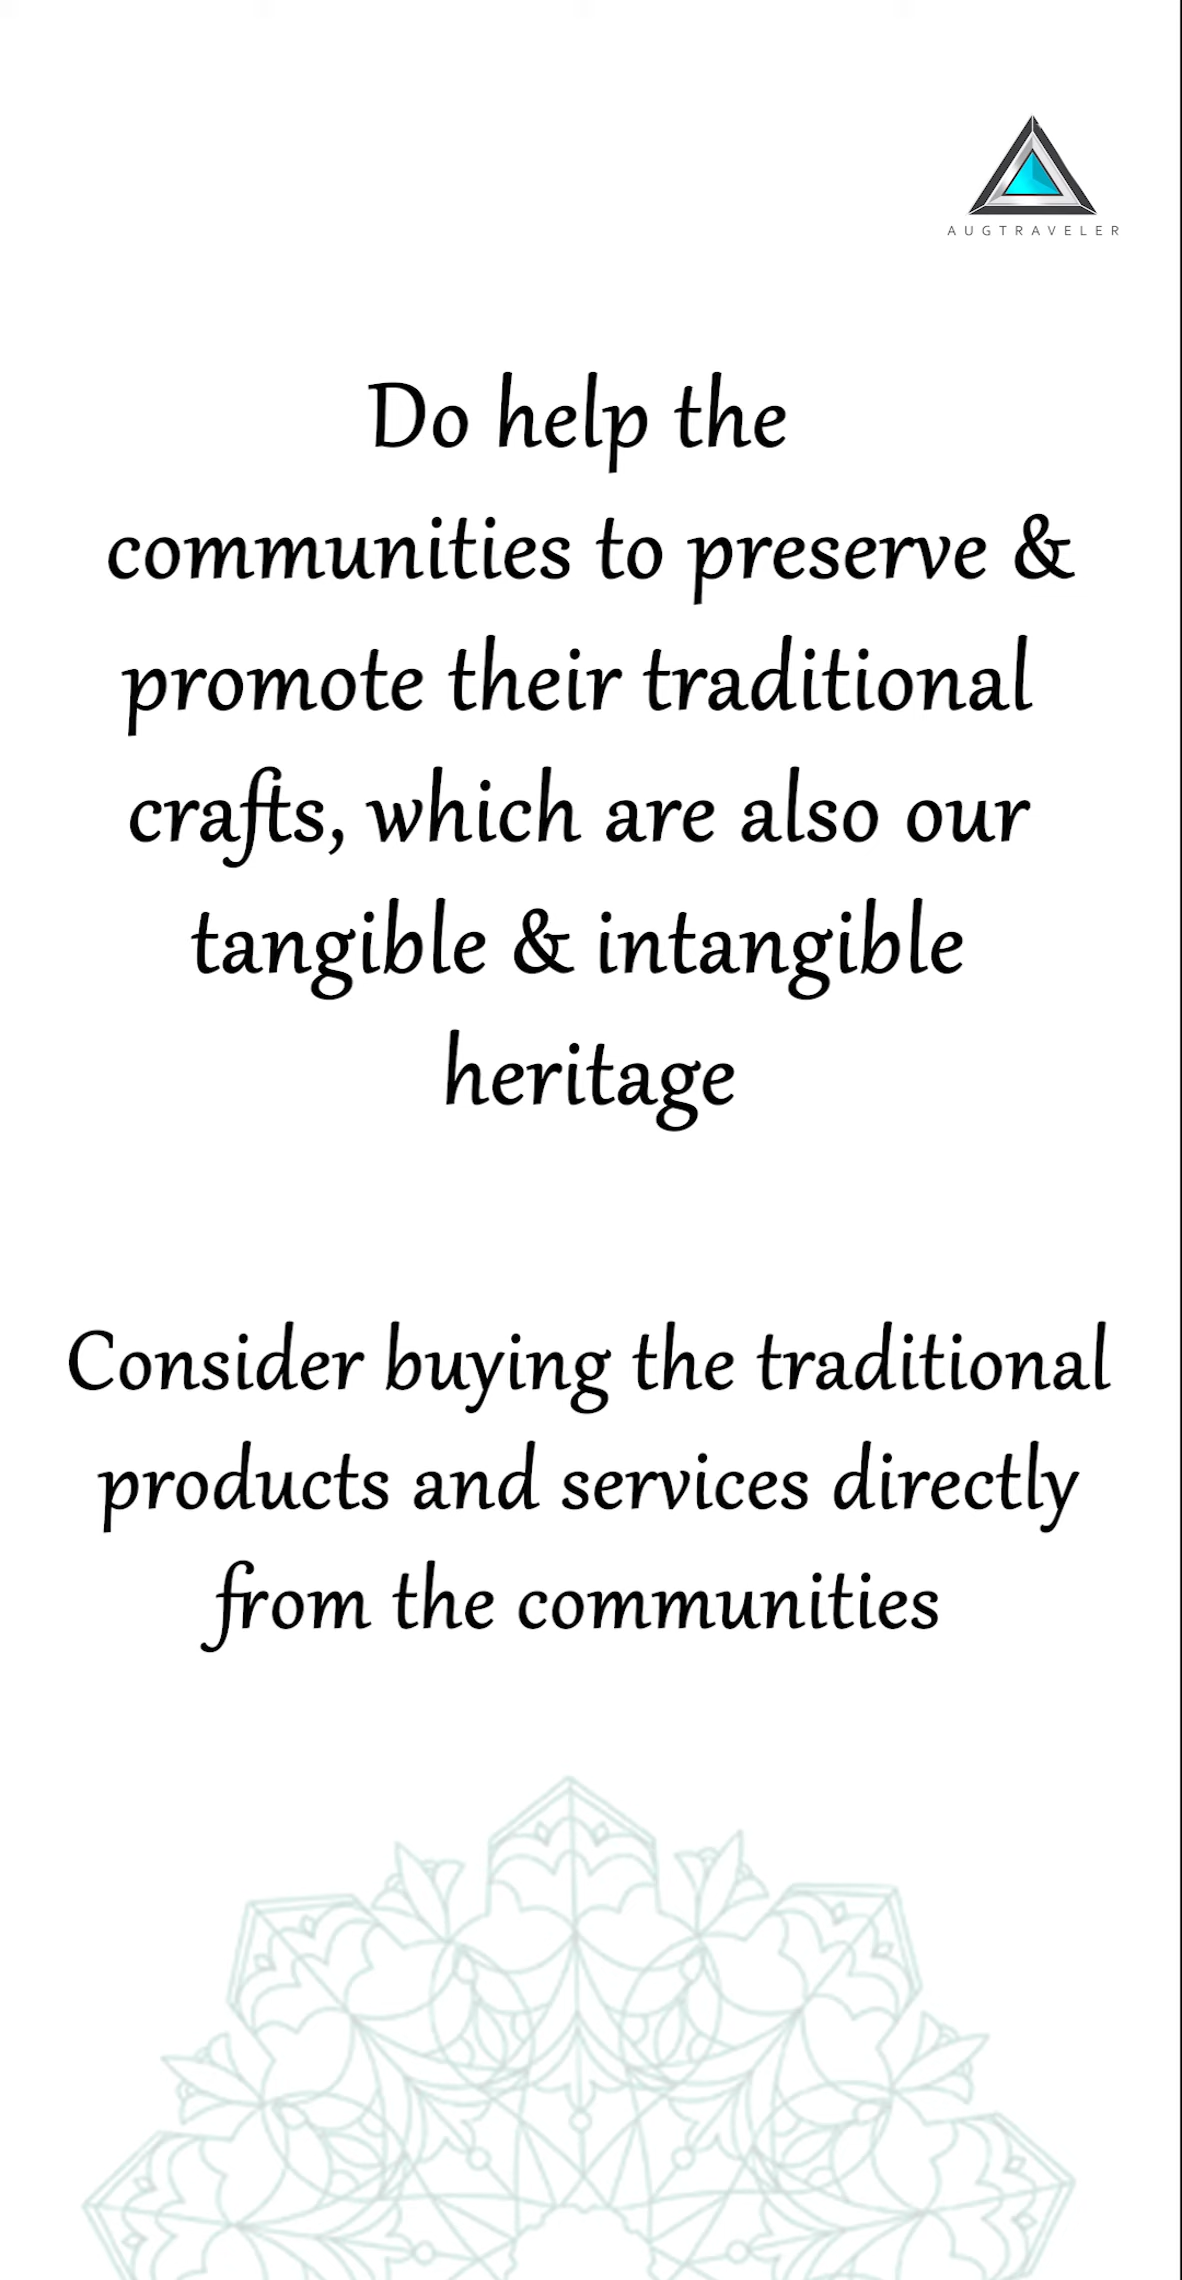 AUGTRAVELER
Do help the
communities to preserve &
promote their traditional
crafts, which are also our
tangible & intangible
heritage
Consider buying the traditional
products and services directly
from the communities